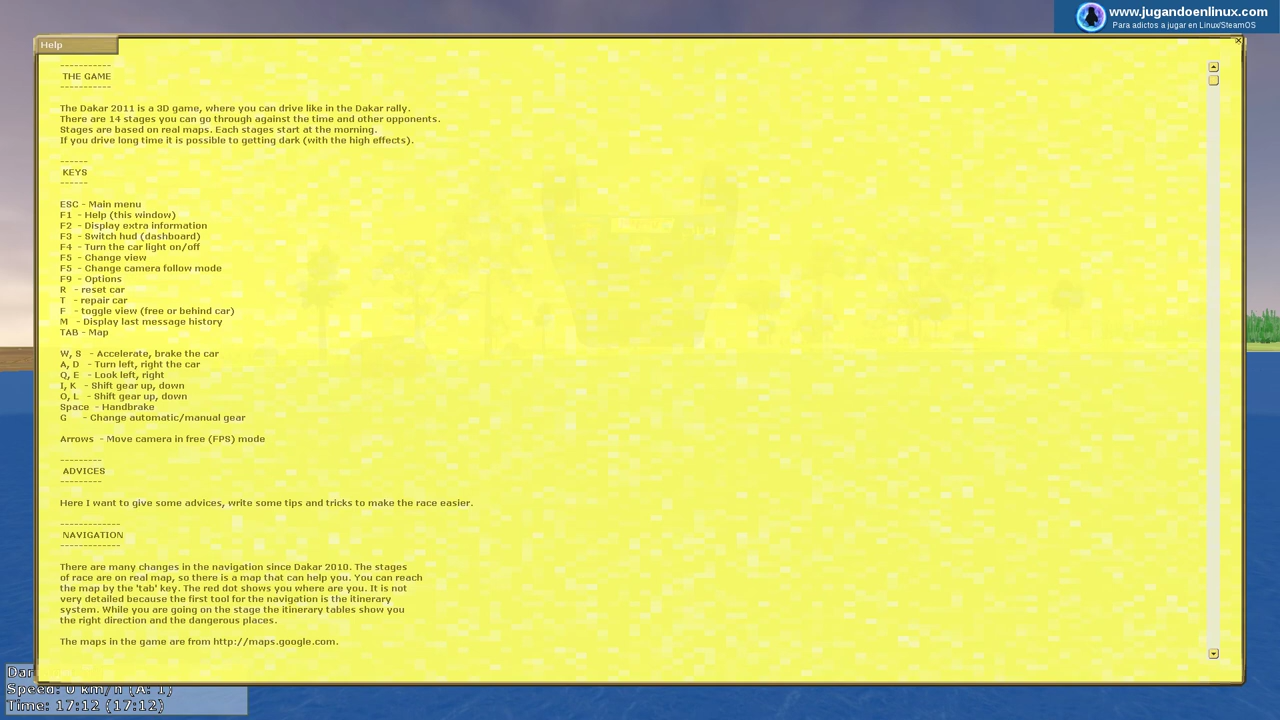 www.jugandoenlinux.com
Para adictos a jugar en Linux/SteamOS
Help
-----------
THE GAME
-----------
The Dakar 2011 is a 3D game, where you can drive like in the Dakar rally.
There are 14 stages you can go through against the time and other opponents.
Stages are based on real maps. Each stages start at the morning.
If you drive long time it is possible to getting dark (with the high effects).
------
KEYS
------
ESC - Main menu
F1 - Help (this window)
F2 - Display extra information
F3 - Switch hud (dashboard)
F4 - Turn the car light on/off
F5 - Change view
F5 - Change camera follow mode
F9 - Options
R - reset car
T - repair car
F - toggle view (free or behind car)
M - Display last message history
TAB - Map
W, S - Accelerate, brake the car
A, D - Turn left, right the car
Q, E - Look left, right
I, K - Shift gear up, down
O, L - Shift gear up, down
Space - Handbrake
G - Change automatic/manual gear
Arrows - Move camera in free (FPS) mode
---------
ADVICES
---------
Here I want to give some advices, write some tips and tricks to make the race easier.
-------------
NAVIGATION
-------------
There are many changes in the navigation since Dakar 2010. The stages
of race are on real map, so there is a map that can help you. You can reach
the map by the 'tab' key. The red dot shows you where are you. It is not
very detailed because the first tool for the navigation is the itinerary
system. While you are going on the stage the itinerary tables show you
the right direction and the dangerous places.
The maps in the game are from http://maps.google.com.
Speed: 0 km/h (A: 1)
Time: 17:12 (17:12)